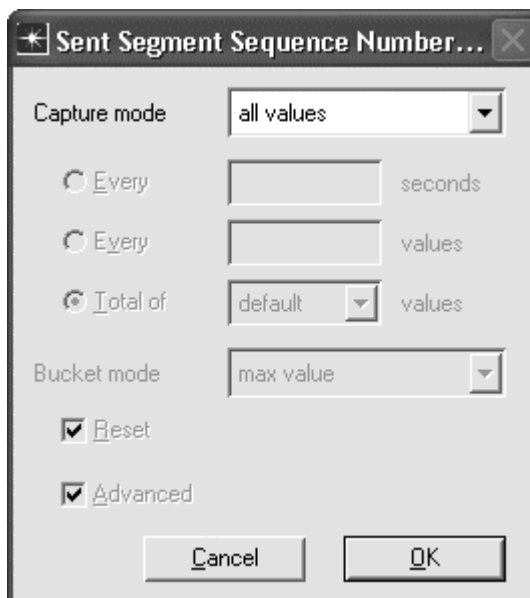 Sent Segment Sequence Number...
Capture mode all values
Every seconds
Every values
Total of default values
Bucket mode max value
Reset
Advanced
Cancel OK